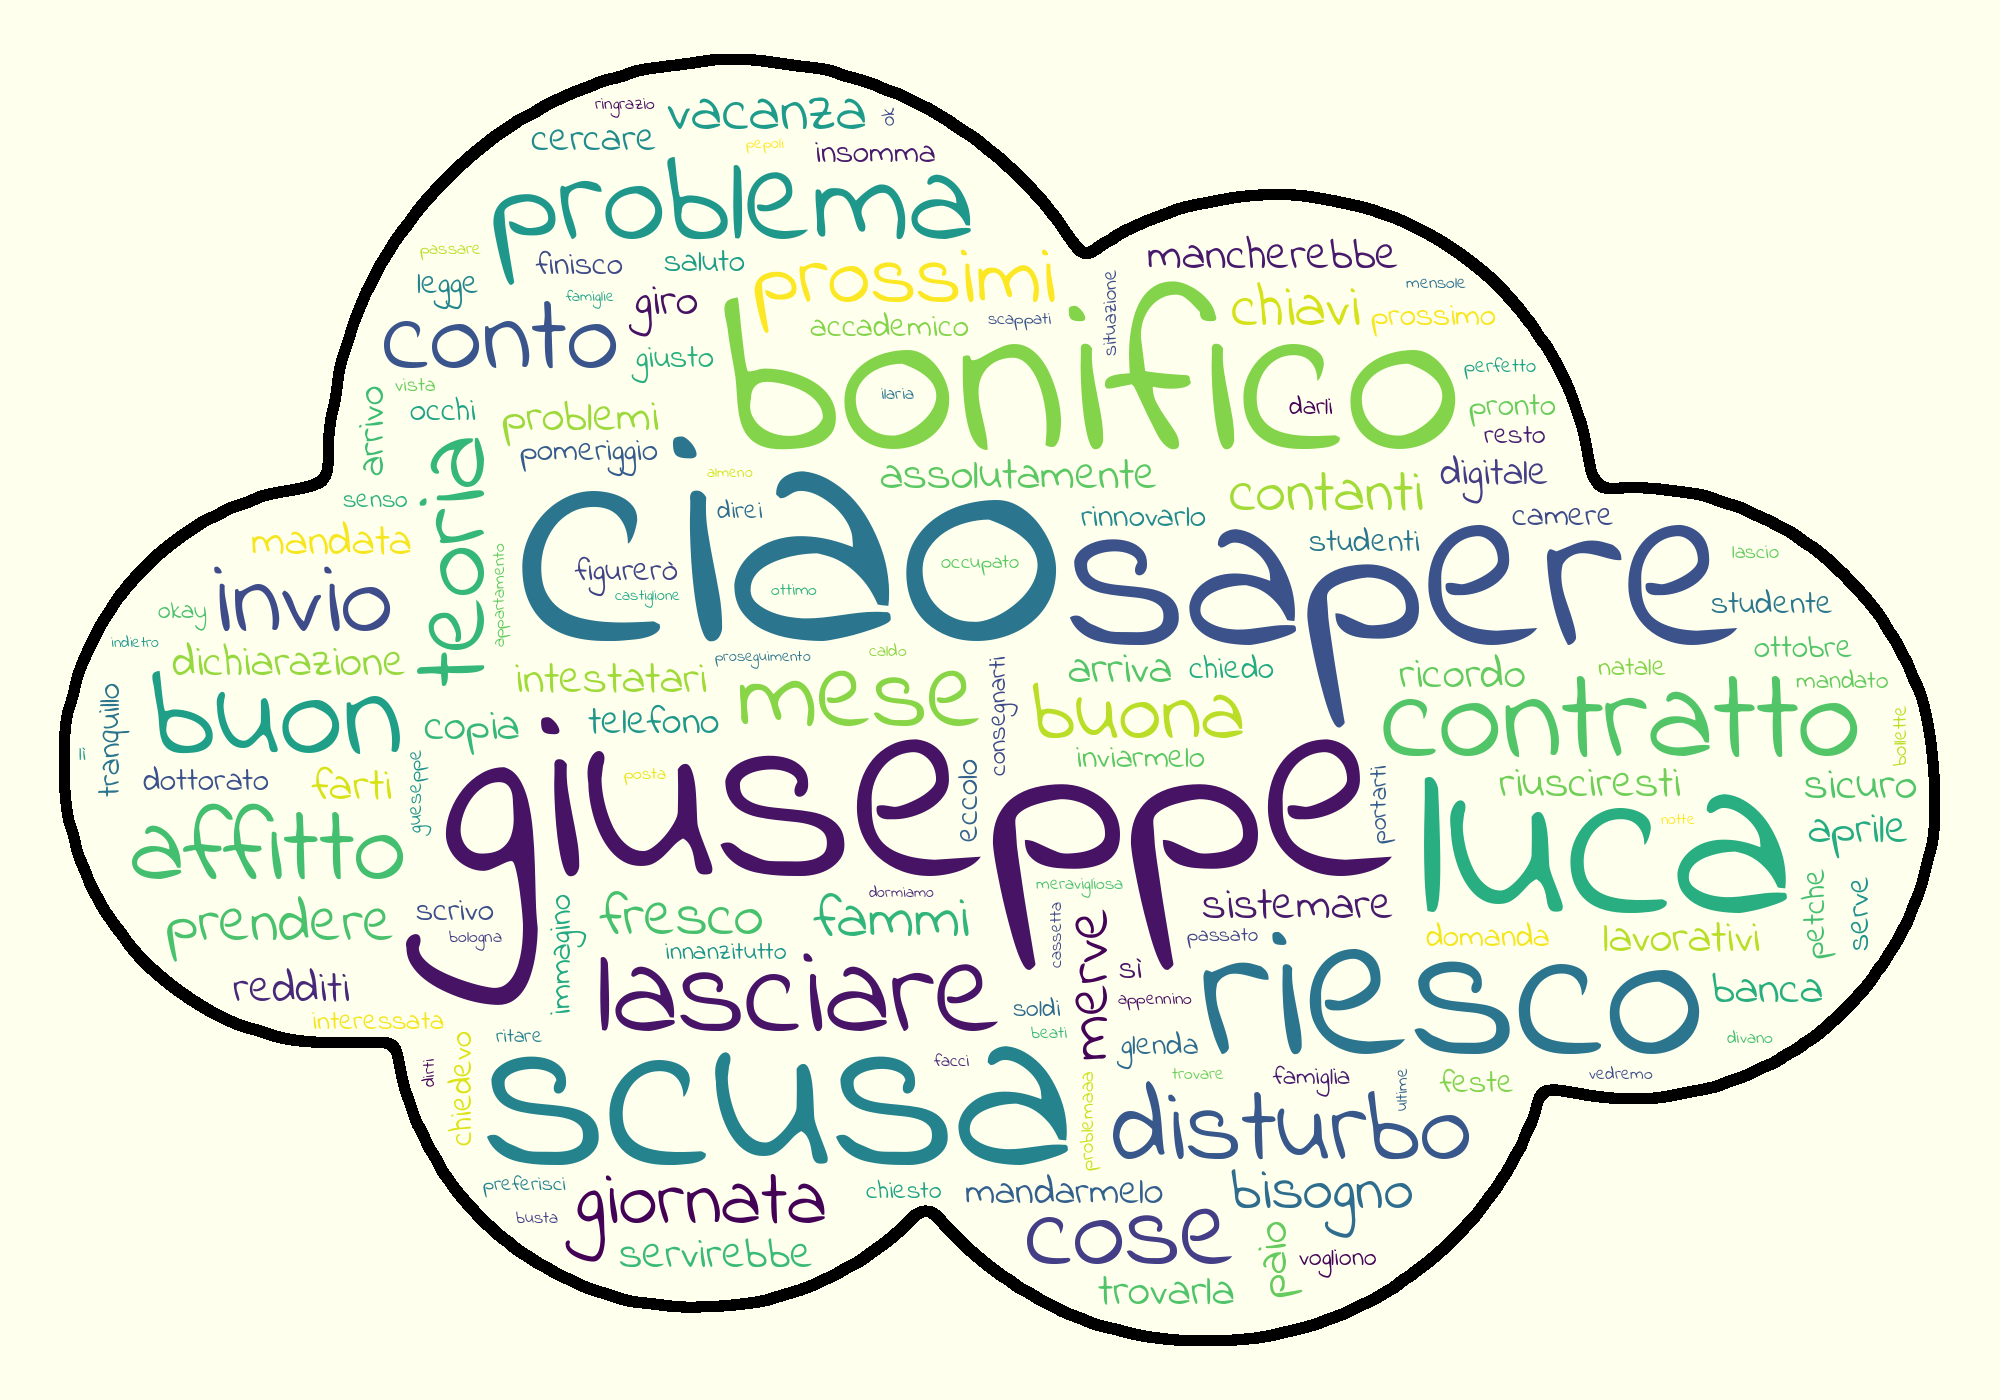 ringrazio
vacanza
ok
cercare
pepoli
insomma
problema
passare
finisco
saluto
mancherebbe
legge
famiglie
giro
prossimi
situazione
mensole
conto
accademico
scappati
bonifico
chiavi
prossimo
giusto
vista
ilaria
darli
perfetto
arrivo
occhi
problemi
pronto
pomeriggio
resto
teoria
almeno
assolutamente
contanti
digitale
senso
ciao
direi
rinnovarlo
sapere
camere
mandata
studenti
lascio
appartamento
figurerò
occupato
invio
castiglione
ottimo
studente
okay
indietro
dichiarazione
proseguimento
caldo
ottobre
intestatari
mese
consegnarti
arriva
chiedo
ricordo
natale
mandato
tranquillo
buon
copia
telefono
buona
contratto
bollette
lì
giuseppe
inviarmelo
dottorato
farti
gueseppe
posta
eccolo
portarti
luca
riusciresti
sicuro
affitto
notte
aprile
prendere
scrivo
bologna
immagino
fresco
fammi
dormiamo
meravigliosa
cassetta
merve
sistemare
petche
serve
innanzitutto
passato
domanda
lavorativi
redditi
lasciare
sì
riesco
banca
interessata
soldi
appennino
chiedevo
ritare
beati
glenda
divano
dirti
scusa
facci
trovare
famiglia
ultime
feste
vedremo
problemaaa
disturbo
preferisci
giornata
chiesto
mandarmelo
bisogno
busta
servirebbe
cose
paio
vogliono
trovarla